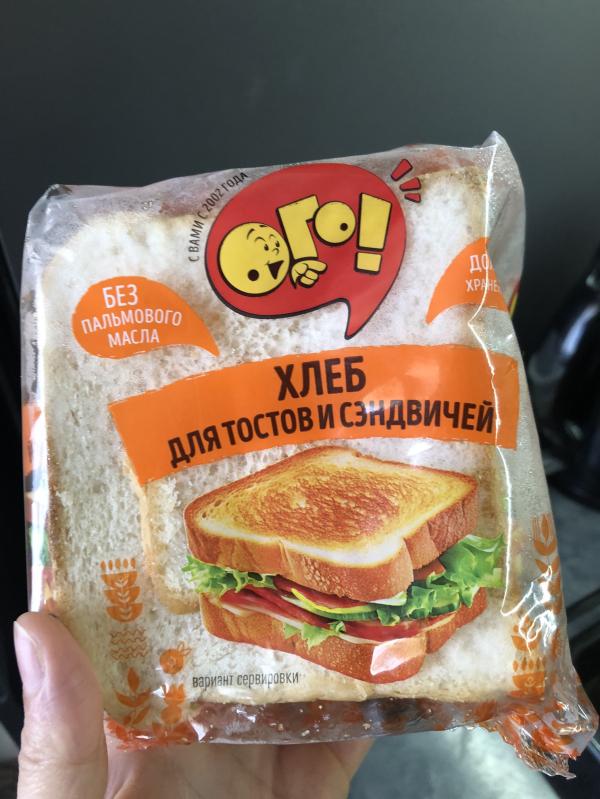 С ВАМИ С 2002 ГОДА
ОГО!
БЕЗ
ПАЛЬМОВОГО
МАСЛА
ХЛЕБ
ДЛЯ ТОСТОВ И СЭНДВИЧЕЙ
вариант сервировки